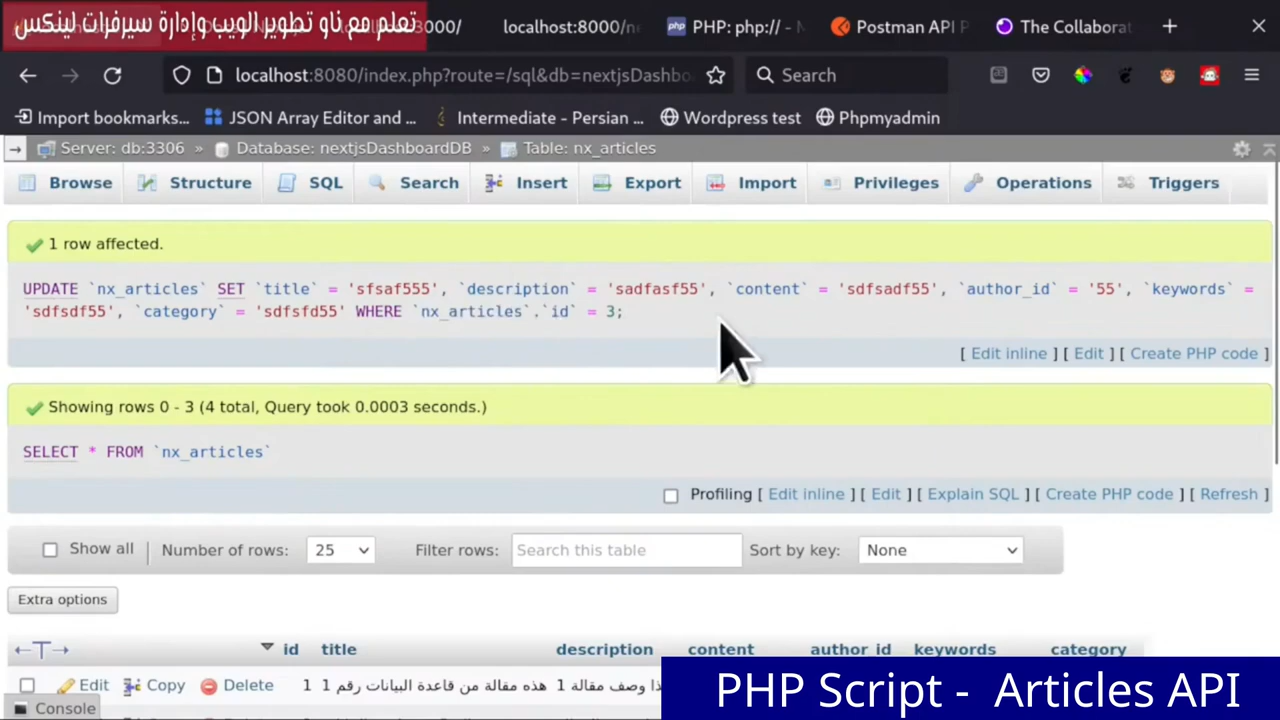 تعلم مع ناو تطوير الويب وإدارة سيرفرات لينكس
3000/
localhost:8000/ne
php PHP: php:// - M
Postman API P
The Collaborat
localhost:8080/index.php?route=/sql&db=nextjsDashbo
Search
Import bookmarks...
JSON Array Editor and ...
Intermediate - Persian ...
Wordpress test
Phpmyadmin
Server: db:3306 » Database: nextjsDashboardDB » Table: nx_articles
Browse Structure SQL Search Insert Export Import Privileges Operations Triggers
1 row affected.
UPDATE `nx_articles` SET `title` = 'sfsaf555', `description` = 'sadfasf55', `content` = 'sdfsadf55', `author_id` = '55', `keywords` =
'sdfsdf55', `category` = 'sdfsfd55' WHERE `nx_articles`.`id` = 3;
[ Edit inline ] [ Edit ] [ Create PHP code ]
Showing rows 0 - 3 (4 total, Query took 0.0003 seconds.)
SELECT * FROM `nx_articles`
Profiling [ Edit inline ] [ Edit ] [ Explain SQL ] [ Create PHP code ] [ Refresh ]
Show all Number of rows: 25 Filter rows: Search this table Sort by key: None
Extra options
id title description content author_id keywords category
Edit Copy Delete 1 هذه مقالة من قاعدة البيانات رقم 1 ذا وصف مقالة 1
Console
PHP Script - Articles API